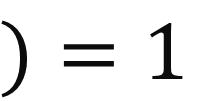 ) = 1